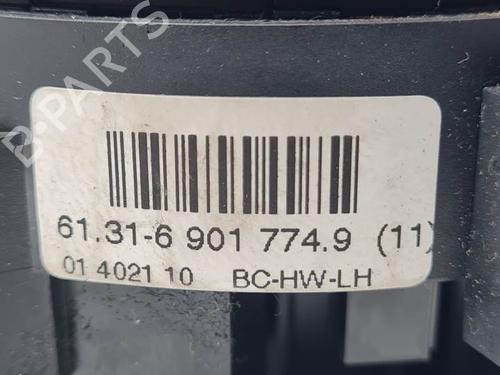 61.31-6 901 774.9 (11)
01 4021 10 BC-HW-LH
B-PARTS